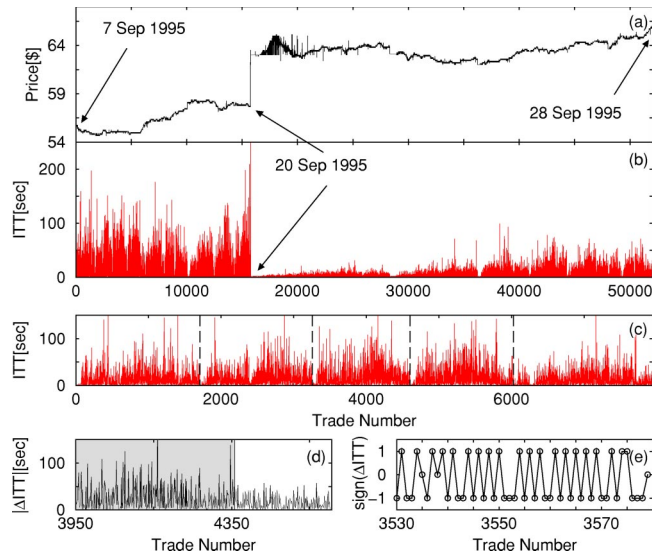 (a)
7 Sep 1995
64
59
54
Price[$]
28 Sep 1995
20 Sep 1995
(b)
200
100
0
ITT[sec]
0 10000 20000 30000 40000 50000
(c)
100
0
ITT[sec]
0 2000 4000 6000
Trade Number
(d)
100
0
|ΔITT|[sec]
3950 4350
Trade Number
(e)
1
0
−1
sign(ΔITT)
3530 3550 3570
Trade Number